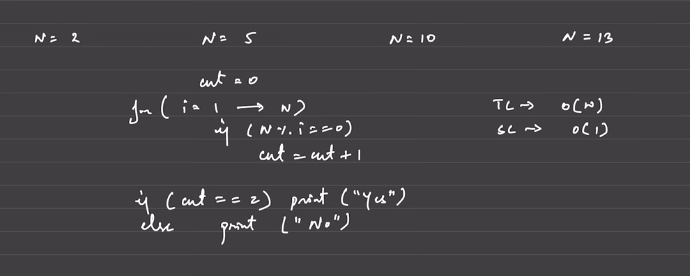 N = 2 N = 5 N = 10 N = 13
cnt = 0
for ( i = 1 → N) TC → O(N)
if (N % i == 0) SC → O(1)
cnt = cnt + 1
if (cnt == 2) print ("Yes")
else print ("No")